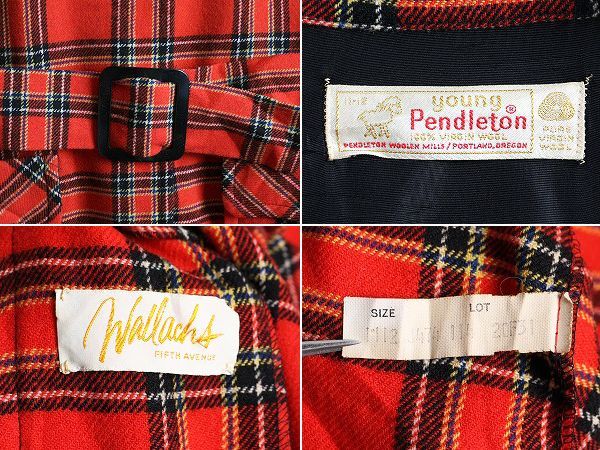 young
Pendleton®
100% VIRGIN WOOL
PENDLETON WOOLEN MILLS / PORTLAND, OREGON
PURE
VIRGIN
WOOL
Wallachs
FIFTH AVENUE
SIZE LOT